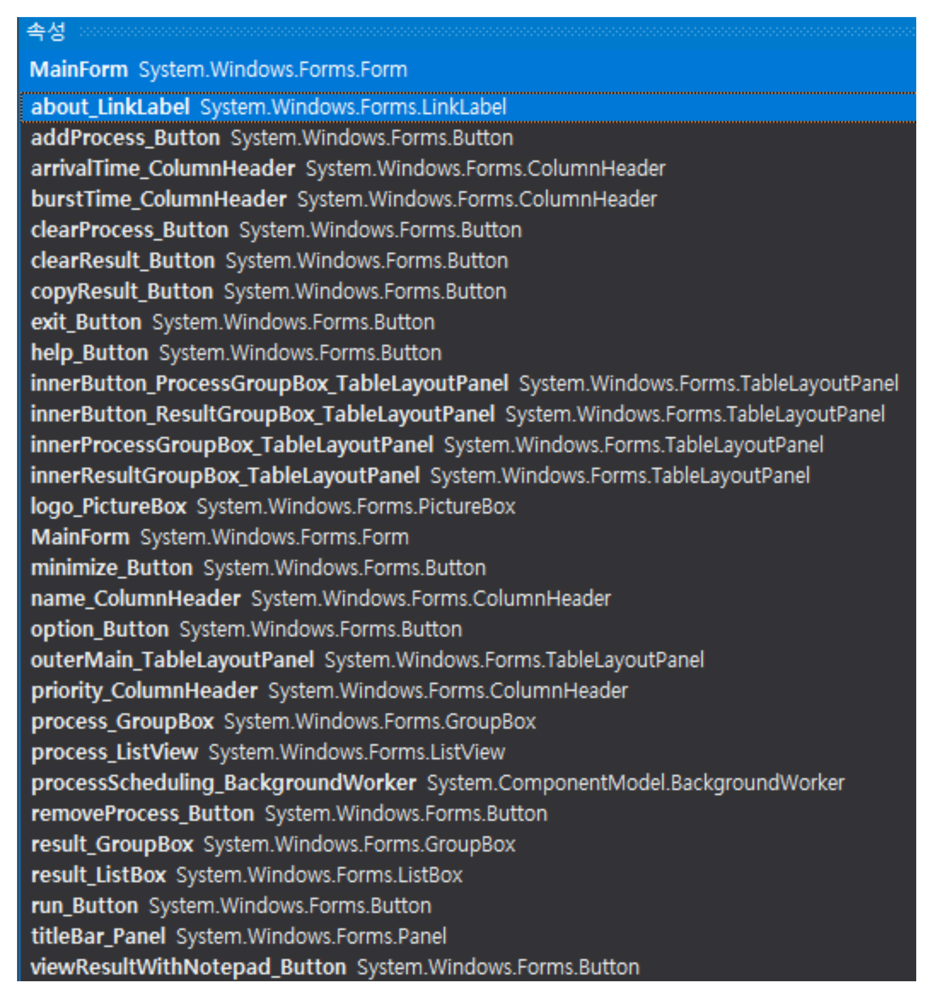 속성
MainForm System.Windows.Forms.Form
about_LinkLabel System.Windows.Forms.LinkLabel
addProcess_Button System.Windows.Forms.Button
arrivalTime_ColumnHeader System.Windows.Forms.ColumnHeader
burstTime_ColumnHeader System.Windows.Forms.ColumnHeader
clearProcess_Button System.Windows.Forms.Button
clearResult_Button System.Windows.Forms.Button
copyResult_Button System.Windows.Forms.Button
exit_Button System.Windows.Forms.Button
help_Button System.Windows.Forms.Button
innerButton_ProcessGroupBox_TableLayoutPanel System.Windows.Forms.TableLayoutPanel
innerButton_ResultGroupBox_TableLayoutPanel System.Windows.Forms.TableLayoutPanel
innerProcessGroupBox_TableLayoutPanel System.Windows.Forms.TableLayoutPanel
innerResultGroupBox_TableLayoutPanel System.Windows.Forms.TableLayoutPanel
logo_PictureBox System.Windows.Forms.PictureBox
MainForm System.Windows.Forms.Form
minimize_Button System.Windows.Forms.Button
name_ColumnHeader System.Windows.Forms.ColumnHeader
option_Button System.Windows.Forms.Button
outerMain_TableLayoutPanel System.Windows.Forms.TableLayoutPanel
priority_ColumnHeader System.Windows.Forms.ColumnHeader
process_GroupBox System.Windows.Forms.GroupBox
process_ListView System.Windows.Forms.ListView
processScheduling_BackgroundWorker System.ComponentModel.BackgroundWorker
removeProcess_Button System.Windows.Forms.Button
result_GroupBox System.Windows.Forms.GroupBox
result_ListBox System.Windows.Forms.ListBox
run_Button System.Windows.Forms.Button
titleBar_Panel System.Windows.Forms.Panel
viewResultWithNotepad_Button System.Windows.Forms.Button